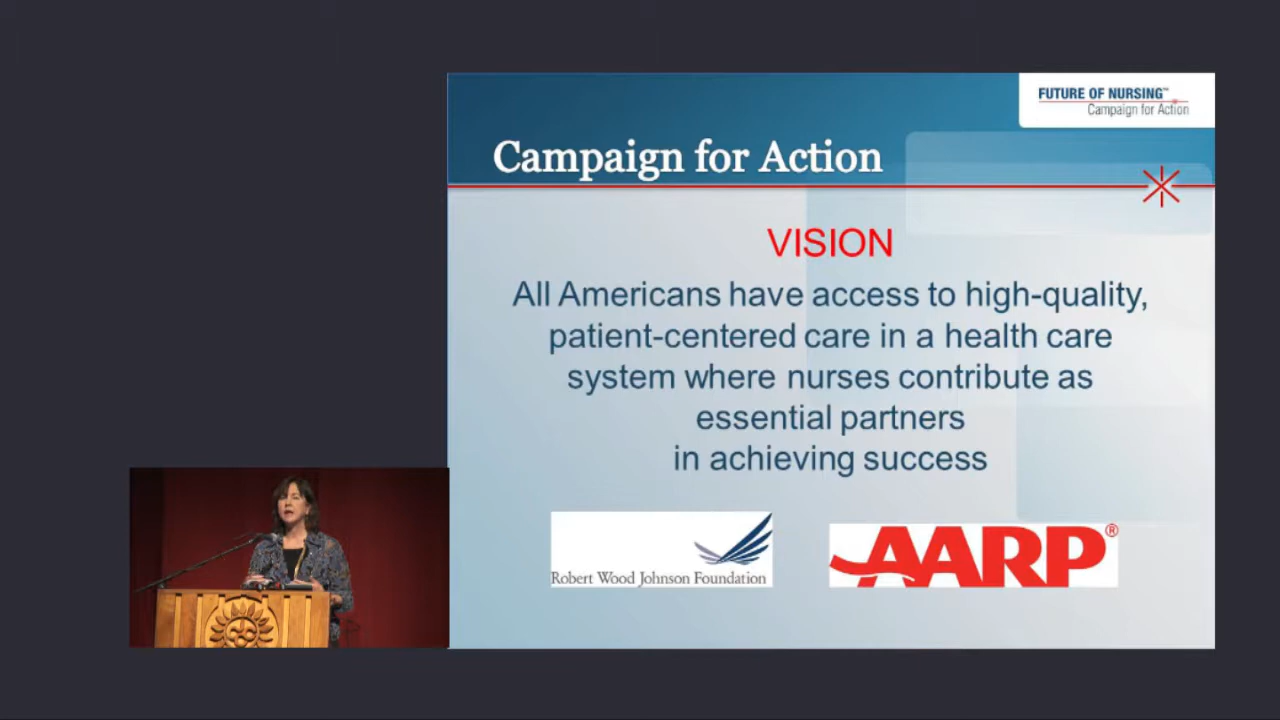 FUTURE OF NURSING™
Campaign for Action
Campaign for Action
VISION
All Americans have access to high-quality,
patient-centered care in a health care
system where nurses contribute as
essential partners
in achieving success
Robert Wood Johnson Foundation
AARP®